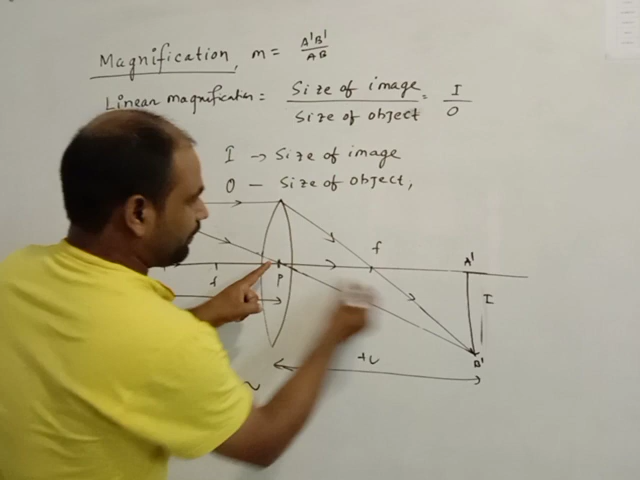 Magnification, m = A'B'/AB
Linear magnification = Size of image / Size of object = I/O
I → Size of image
O - Size of object,
f
A'
f
P
I
B'
+v